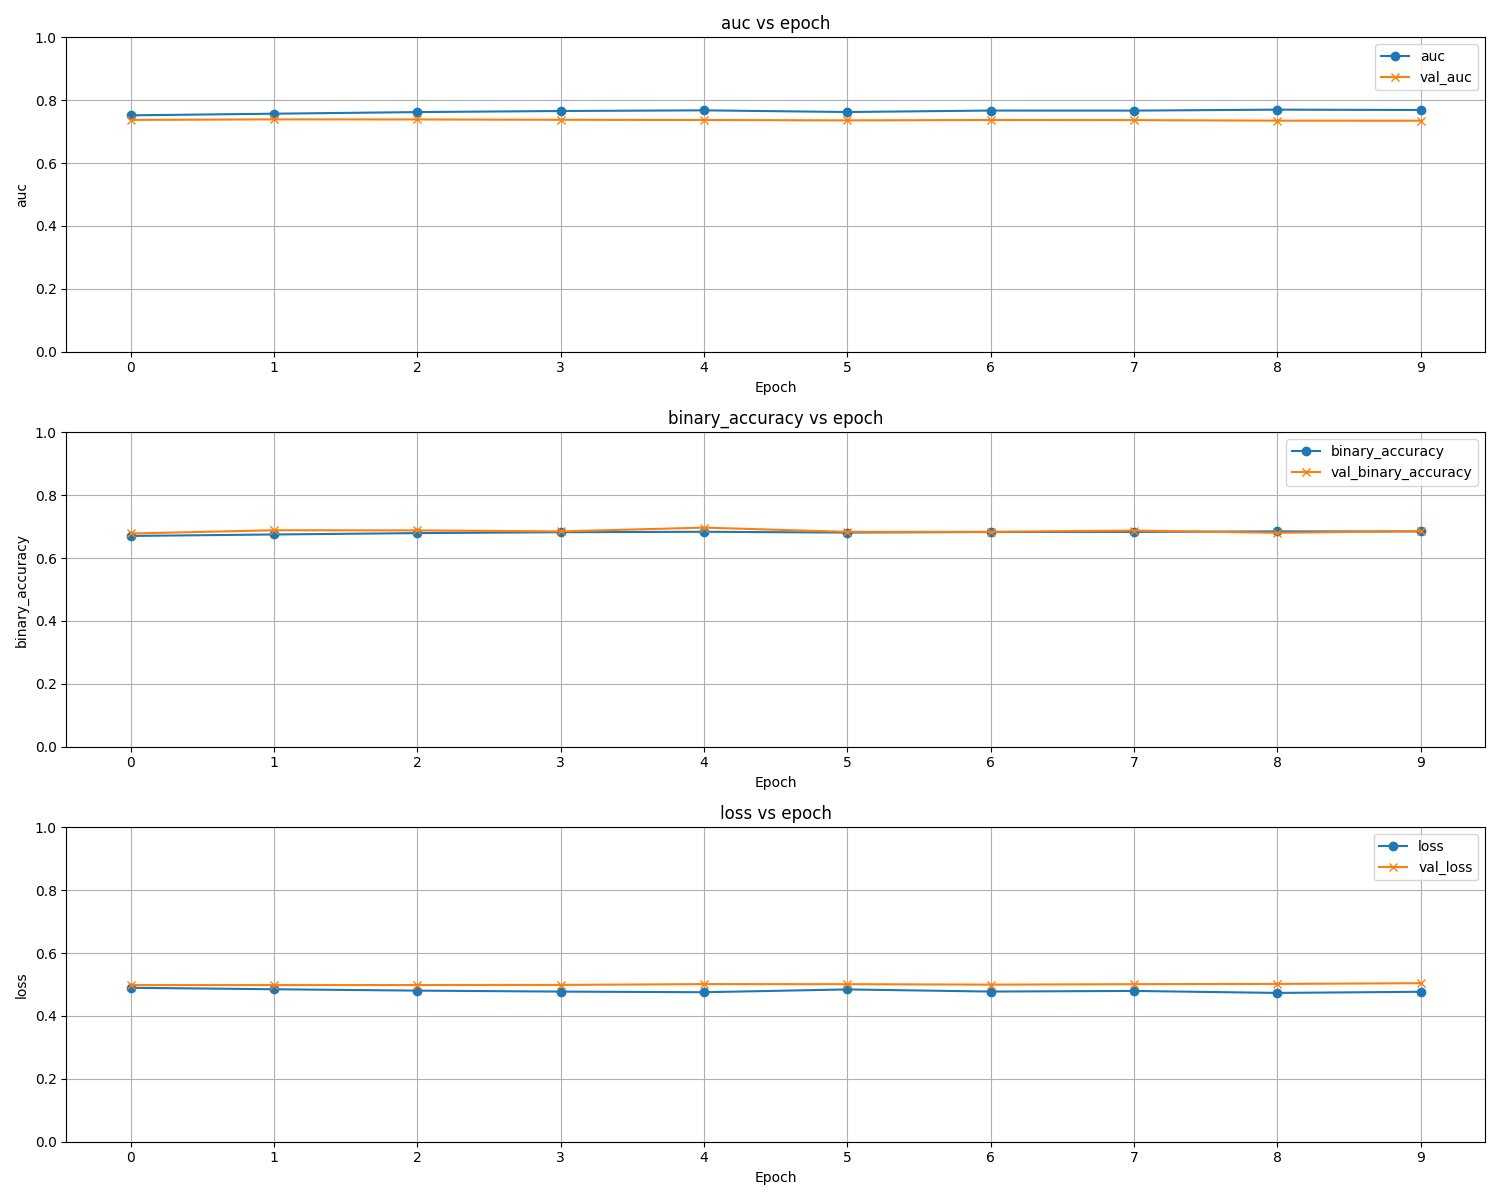 auc vs epoch
1.0
0.8
0.6
0.4
0.2
0.0
auc
auc
val_auc
0 1 2 3 4 5 6 7 8 9
Epoch
binary_accuracy vs epoch
1.0
0.8
0.6
0.4
0.2
0.0
binary_accuracy
binary_accuracy
val_binary_accuracy
0 1 2 3 4 5 6 7 8 9
Epoch
loss vs epoch
1.0
0.8
0.6
0.4
0.2
0.0
loss
loss
val_loss
0 1 2 3 4 5 6 7 8 9
Epoch